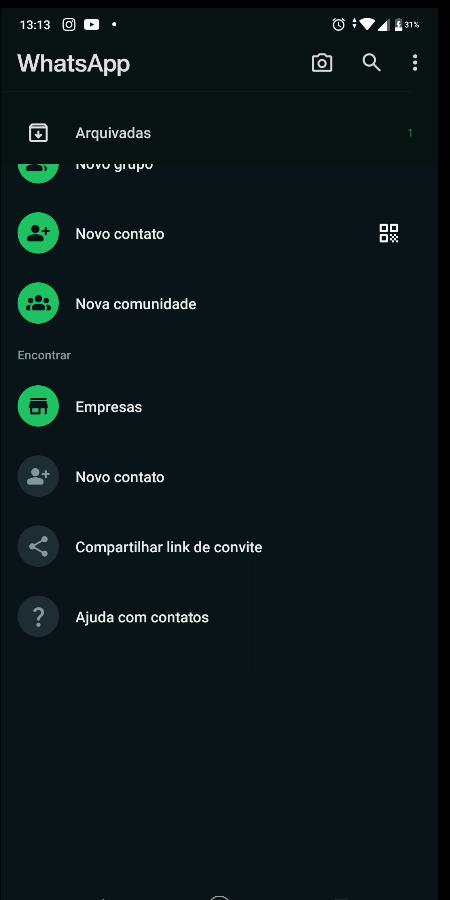 13:13
31%
WhatsApp
Arquivadas 1
Novo grupo
Novo contato
Nova comunidade
Encontrar
Empresas
Novo contato
Compartilhar link de convite
Ajuda com contatos